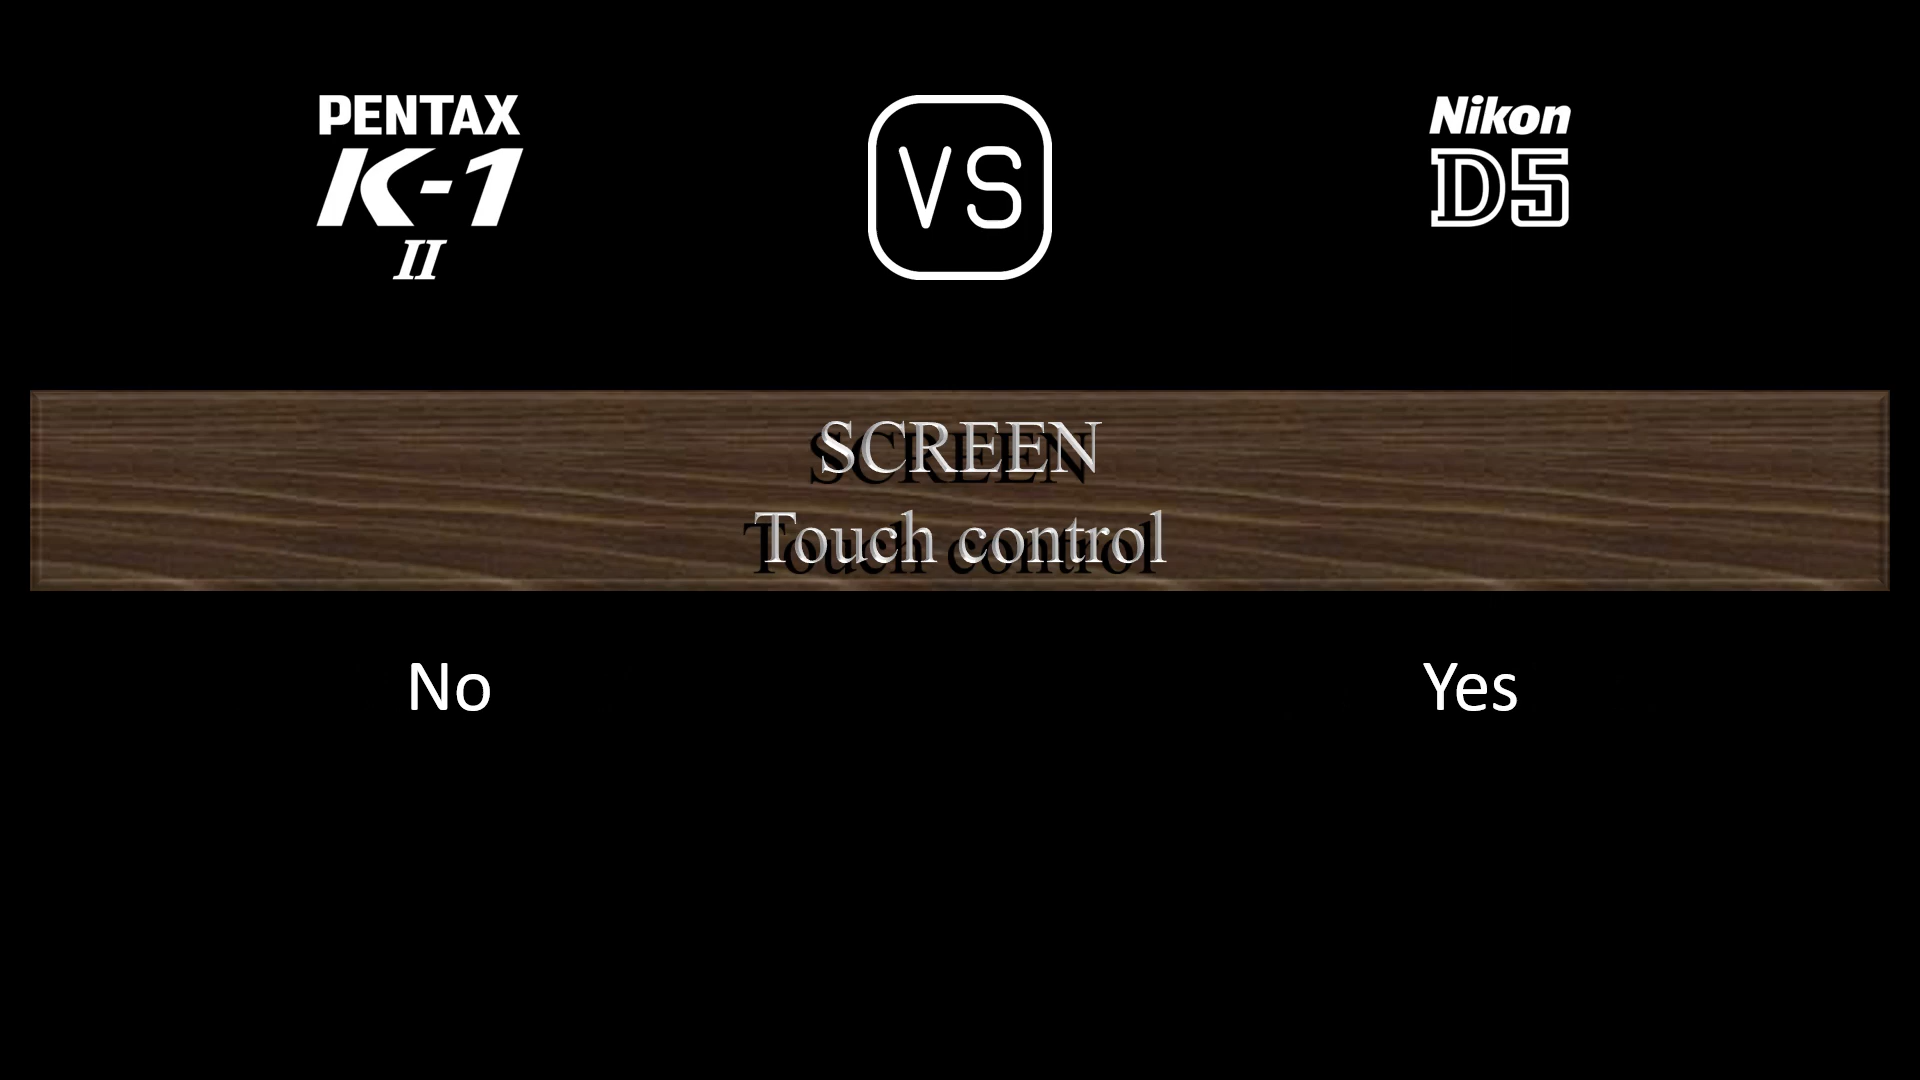 PENTAX
K-1
II
VS
Nikon
D5
SCREEN
Touch control
No
Yes